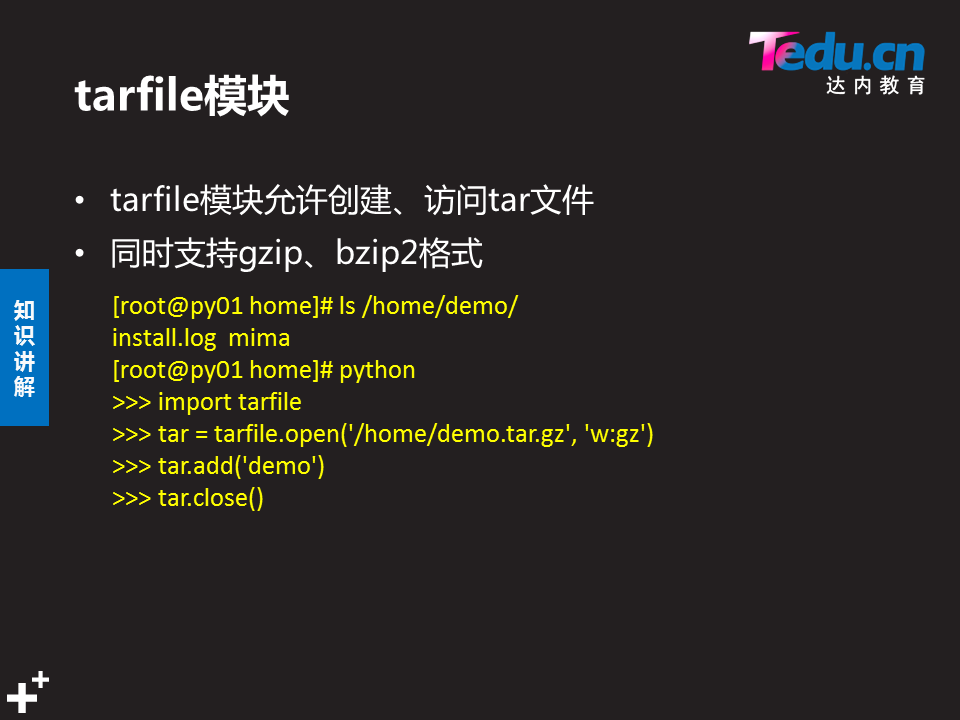 Tedu.cn
达内教育
tarfile模块
• tarfile模块允许创建、访问tar文件
• 同时支持gzip、bzip2格式
知识讲解
[root@py01 home]# ls /home/demo/
install.log  mima
[root@py01 home]# python
>>> import tarfile
>>> tar = tarfile.open('/home/demo.tar.gz', 'w:gz')
>>> tar.add('demo')
>>> tar.close()